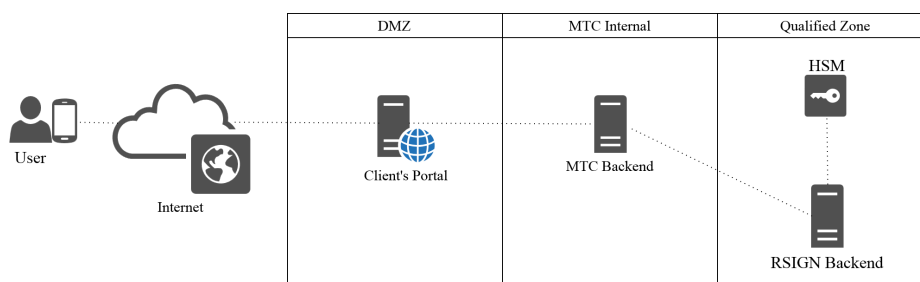 DMZ
MTC Internal
Qualified Zone
HSM
User
Internet
Client's Portal
MTC Backend
RSIGN Backend